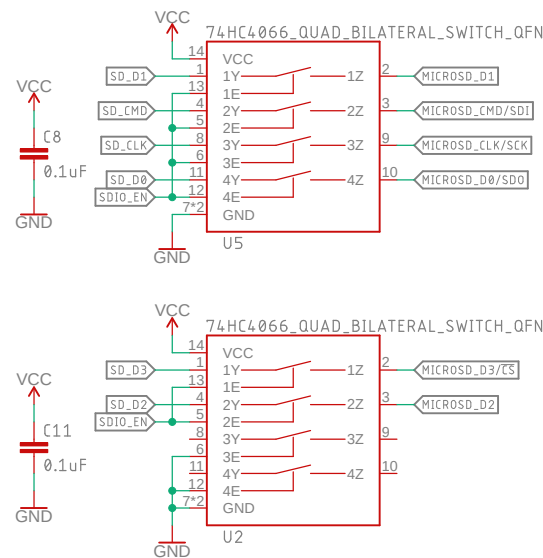 VCC
74HC4066_QUAD_BILATERAL_SWITCH_QFN
14
VCC
SD_D1 1 1Y 1Z 2 MICROSD_D1
13 1E
VCC
SD_CMD 4 2Y 2Z 3 MICROSD_CMD/SDI
5 2E
C8
SD_CLK 8 3Y 3Z 9 MICROSD_CLK/SCK
6 3E
0.1uF
SD_D0 11 4Y 4Z 10 MICROSD_D0/SDO
SDIO_EN 12 4E
7*2 GND
GND
U5
GND
VCC
74HC4066_QUAD_BILATERAL_SWITCH_QFN
14
VCC
SD_D3 1 1Y 1Z 2 MICROSD_D3/C̅S̅
13 1E
VCC
SD_D2 4 2Y 2Z 3 MICROSD_D2
SDIO_EN 5 2E
C11
8 3Y 3Z 9
6 3E
0.1uF
11 4Y 4Z 10
12 4E
7*2 GND
GND
U2
GND